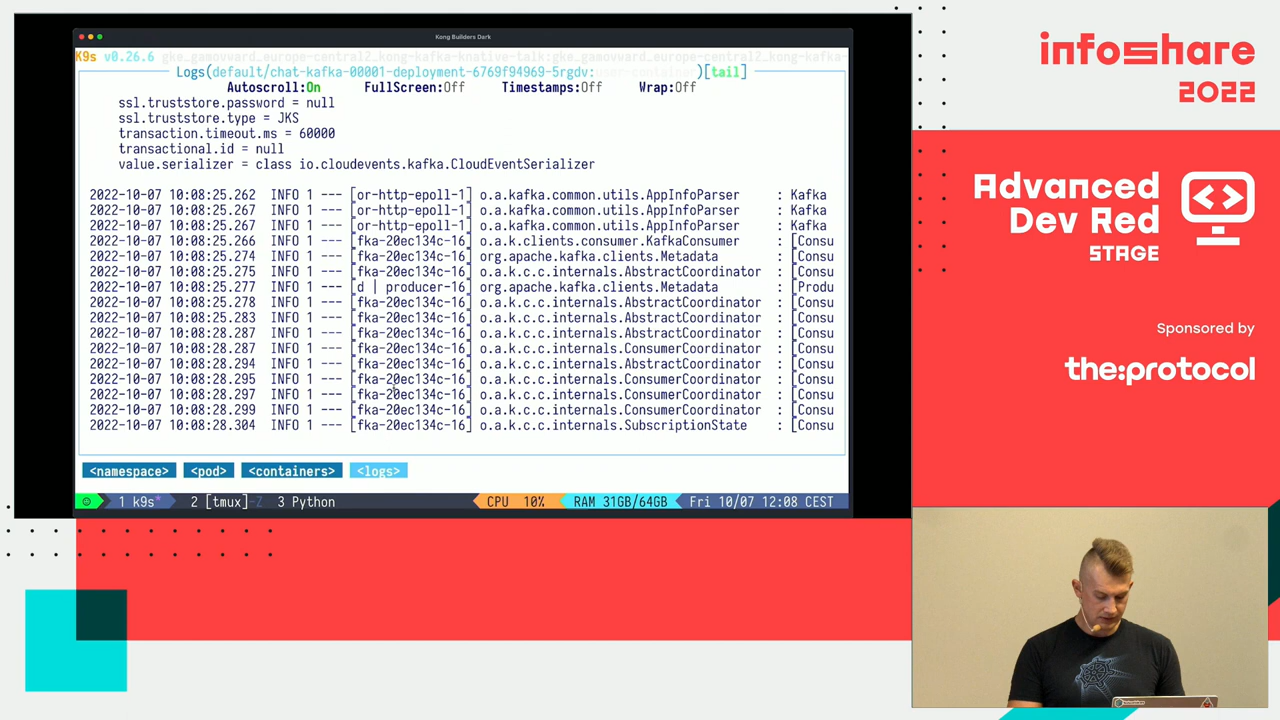 Kong Builders Dark
K9s v0.26.6 gke_gamovward_europe-central2_kong-kafka-knative-talk:gke_gamovward_europe-central2_kong-kafka-
Logs(default/chat-kafka-00001-deployment-6769f94969-5rgdv: )[tail]
Autoscroll:On FullScreen:Off Timestamps:Off Wrap:Off
ssl.truststore.password = null
ssl.truststore.type = JKS
transaction.timeout.ms = 60000
transactional.id = null
value.serializer = class io.cloudevents.kafka.CloudEventSerializer
2022-10-07 10:08:25.262 INFO 1 --- [or-http-epoll-1] o.a.kafka.common.utils.AppInfoParser : Kafka
2022-10-07 10:08:25.267 INFO 1 --- [or-http-epoll-1] o.a.kafka.common.utils.AppInfoParser : Kafka
2022-10-07 10:08:25.267 INFO 1 --- [or-http-epoll-1] o.a.kafka.common.utils.AppInfoParser : Kafka
2022-10-07 10:08:25.266 INFO 1 --- [fka-20ec134c-16] o.a.k.clients.consumer.KafkaConsumer : [Consu
2022-10-07 10:08:25.274 INFO 1 --- [fka-20ec134c-16] org.apache.kafka.clients.Metadata : [Consu
2022-10-07 10:08:25.275 INFO 1 --- [fka-20ec134c-16] o.a.k.c.c.internals.AbstractCoordinator : [Consu
2022-10-07 10:08:25.277 INFO 1 --- [d | producer-16] org.apache.kafka.clients.Metadata : [Produ
2022-10-07 10:08:25.278 INFO 1 --- [fka-20ec134c-16] o.a.k.c.c.internals.AbstractCoordinator : [Consu
2022-10-07 10:08:25.283 INFO 1 --- [fka-20ec134c-16] o.a.k.c.c.internals.AbstractCoordinator : [Consu
2022-10-07 10:08:28.287 INFO 1 --- [fka-20ec134c-16] o.a.k.c.c.internals.AbstractCoordinator : [Consu
2022-10-07 10:08:28.287 INFO 1 --- [fka-20ec134c-16] o.a.k.c.c.internals.ConsumerCoordinator : [Consu
2022-10-07 10:08:28.294 INFO 1 --- [fka-20ec134c-16] o.a.k.c.c.internals.AbstractCoordinator : [Consu
2022-10-07 10:08:28.295 INFO 1 --- [fka-20ec134c-16] o.a.k.c.c.internals.ConsumerCoordinator : [Consu
2022-10-07 10:08:28.297 INFO 1 --- [fka-20ec134c-16] o.a.k.c.c.internals.ConsumerCoordinator : [Consu
2022-10-07 10:08:28.299 INFO 1 --- [fka-20ec134c-16] o.a.k.c.c.internals.ConsumerCoordinator : [Consu
2022-10-07 10:08:28.304 INFO 1 --- [fka-20ec134c-16] o.a.k.c.c.internals.SubscriptionState : [Consu
<namespace> <pod> <containers> <logs>
1 k9s* 2 [tmux]-Z 3 Python CPU 10% RAM 31GB/64GB Fri 10/07 12:08 CEST
infoshare
2022
Advanced
Dev Red
STAGE
Sponsored by
the:protocol